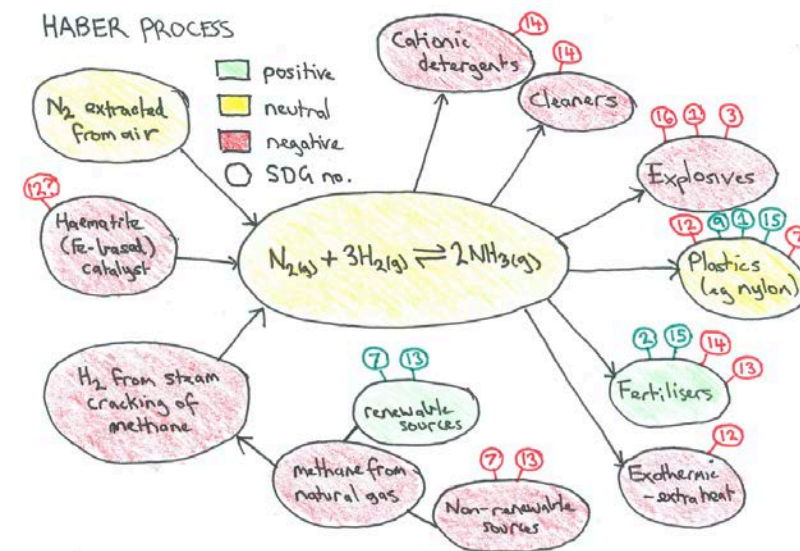 HABER PROCESS
positive
neutral
negative
SDG no.
N₂ extracted
from air
12?
Haematite
(Fe-based)
catalyst
H₂ from steam
cracking of
methane
7 13
renewable
sources
methane from
natural gas
7 13
Non-renewable
sources
N₂(g) + 3H₂(g) ⇌ 2NH₃(g)
14
Cationic
detergents
14
Cleaners
16 1 3
Explosives
12 9 1 15
Plastics
(eg nylon)
2 15 14 13
Fertilisers
12
Exothermic
-extra heat